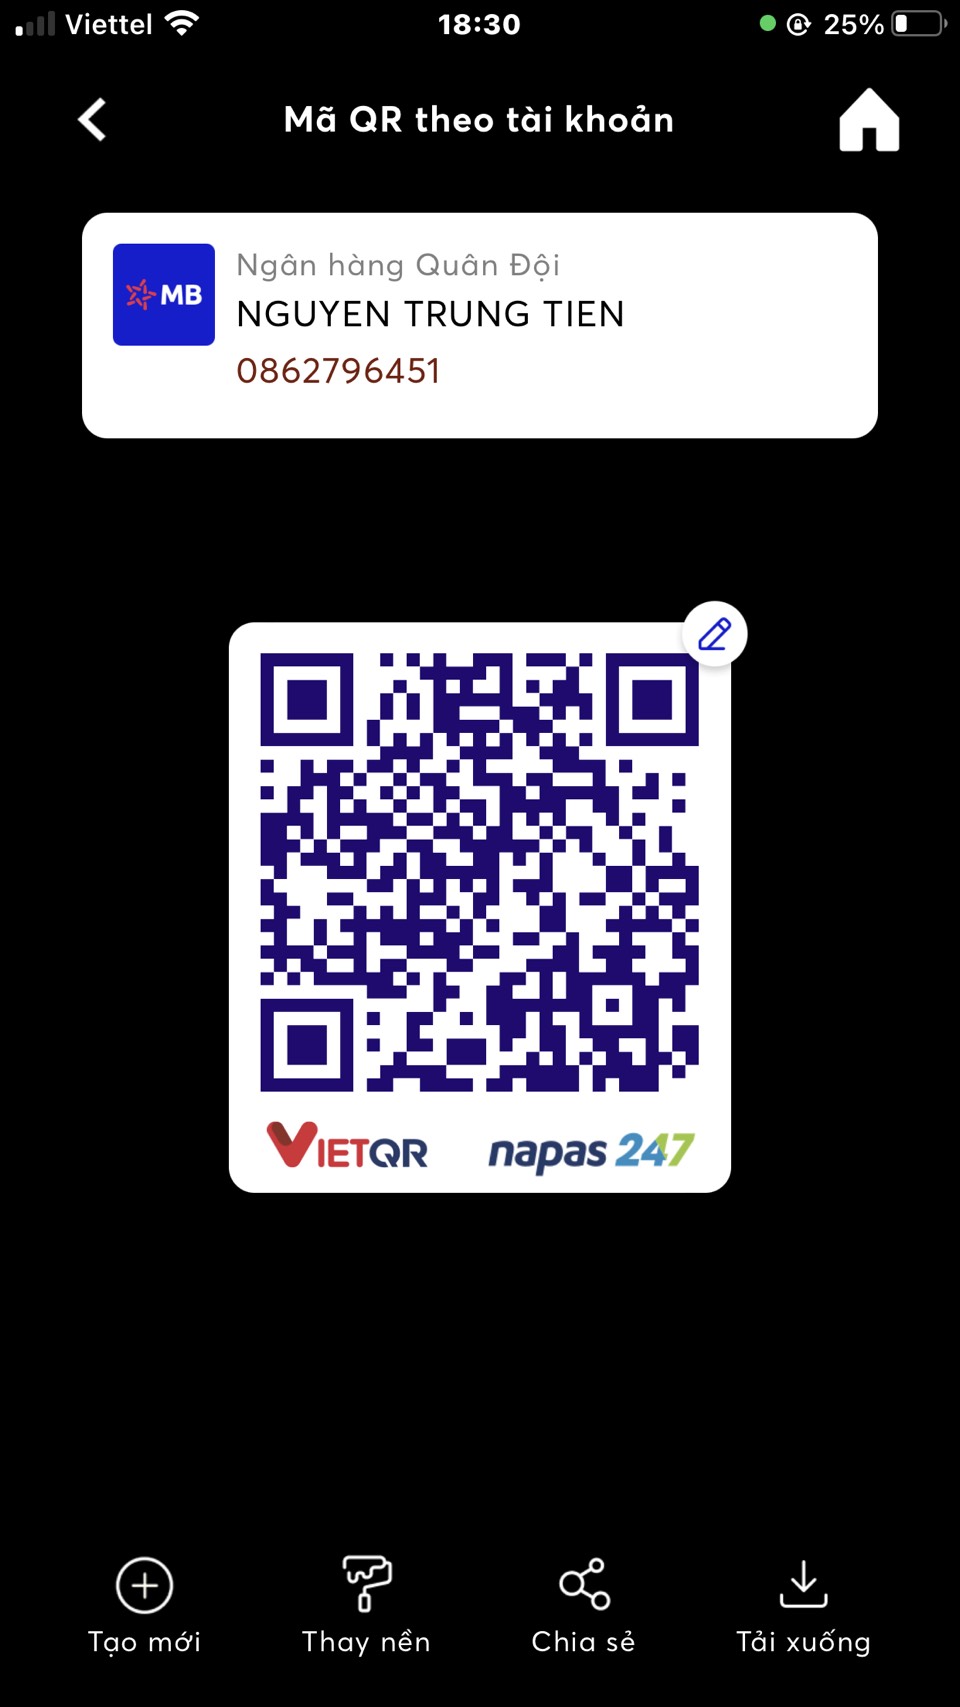 Viettel 18:30 25%
Mã QR theo tài khoản
MB
Ngân hàng Quân Đội
NGUYEN TRUNG TIEN
0862796451
VIETQR napas 247
Tạo mới Thay nền Chia sẻ Tải xuống